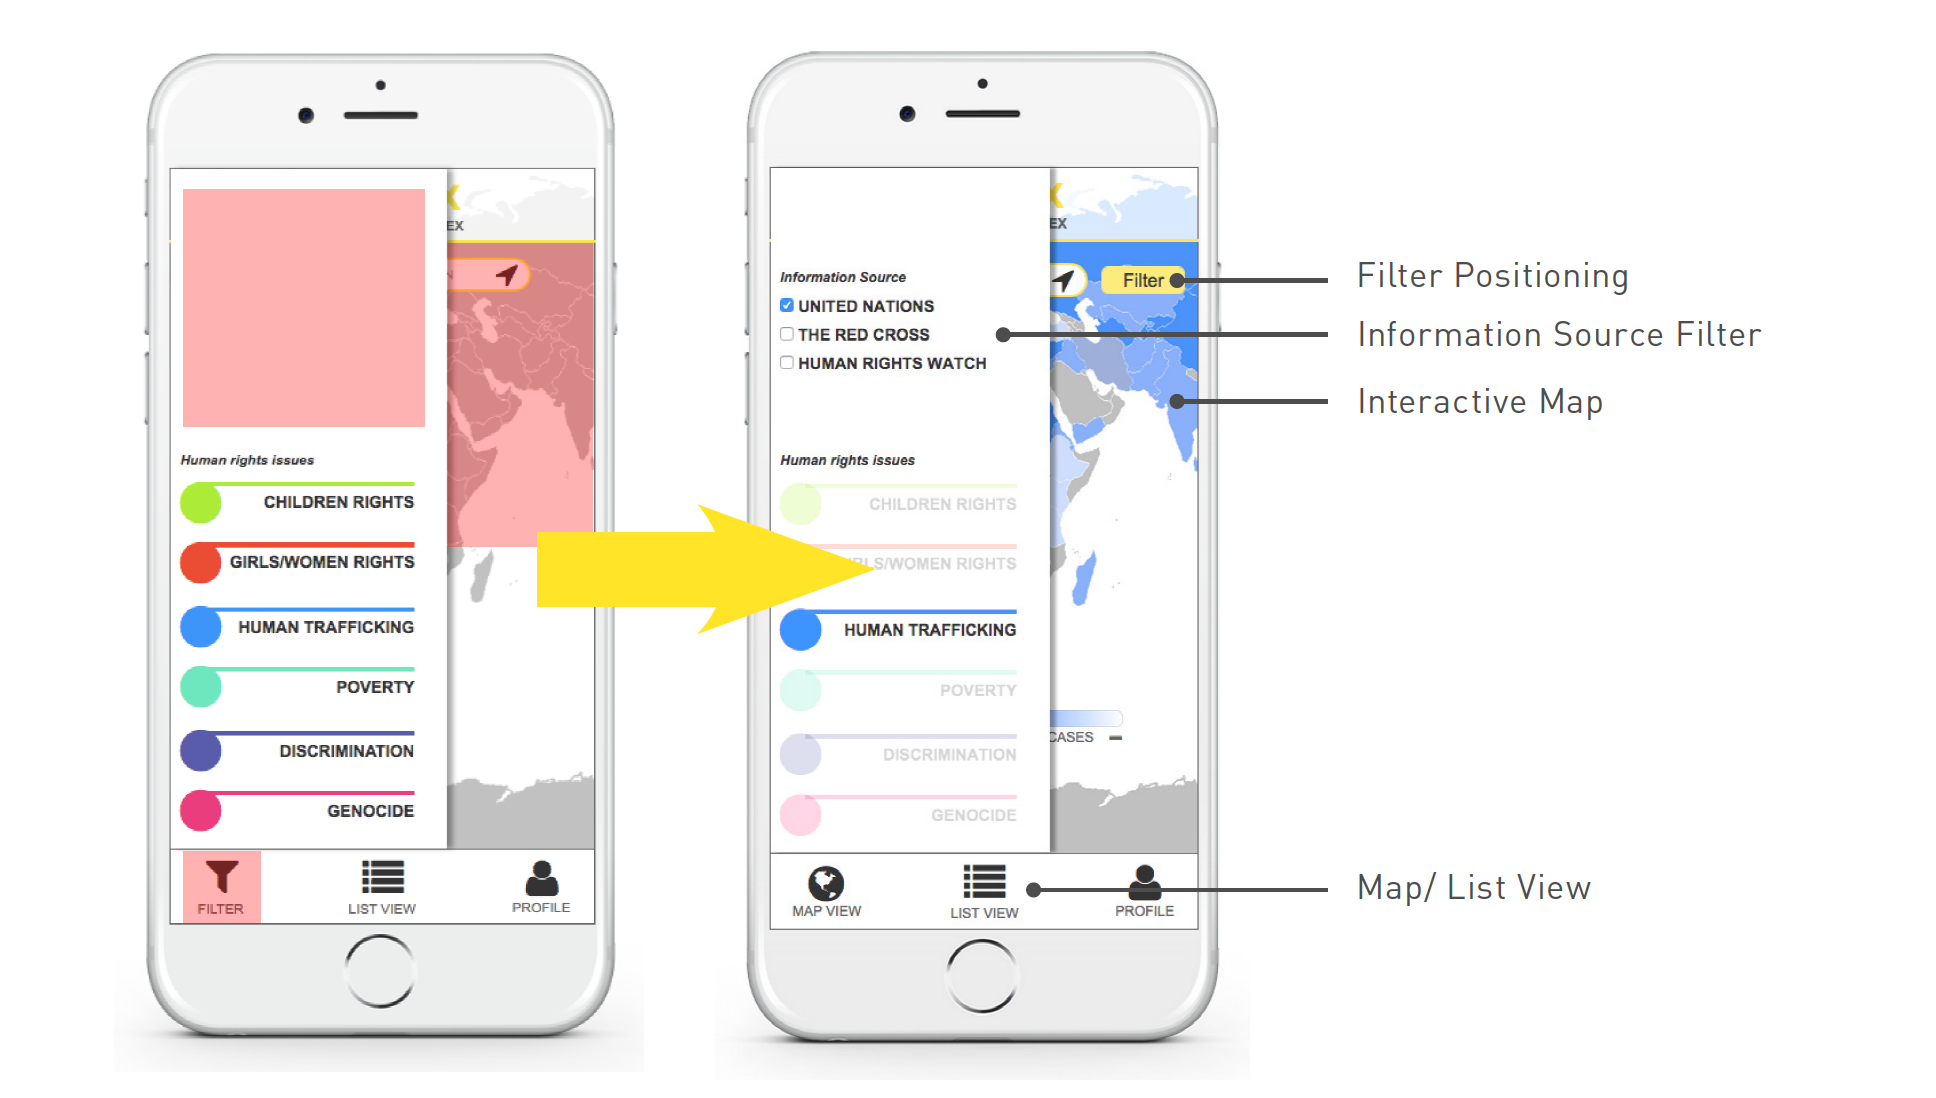 EX
N
Human rights issues
CHILDREN RIGHTS
GIRLS/WOMEN RIGHTS
HUMAN TRAFFICKING
POVERTY
DISCRIMINATION
GENOCIDE
FILTER
LIST VIEW
PROFILE
X
EX
Filter
Information Source
UNITED NATIONS
THE RED CROSS
HUMAN RIGHTS WATCH
Human rights issues
CHILDREN RIGHTS
RLS/WOMEN RIGHTS
HUMAN TRAFFICKING
POVERTY
DISCRIMINATION
GENOCIDE
CASES
MAP VIEW
LIST VIEW
PROFILE
Filter Positioning
Information Source Filter
Interactive Map
Map/ List View